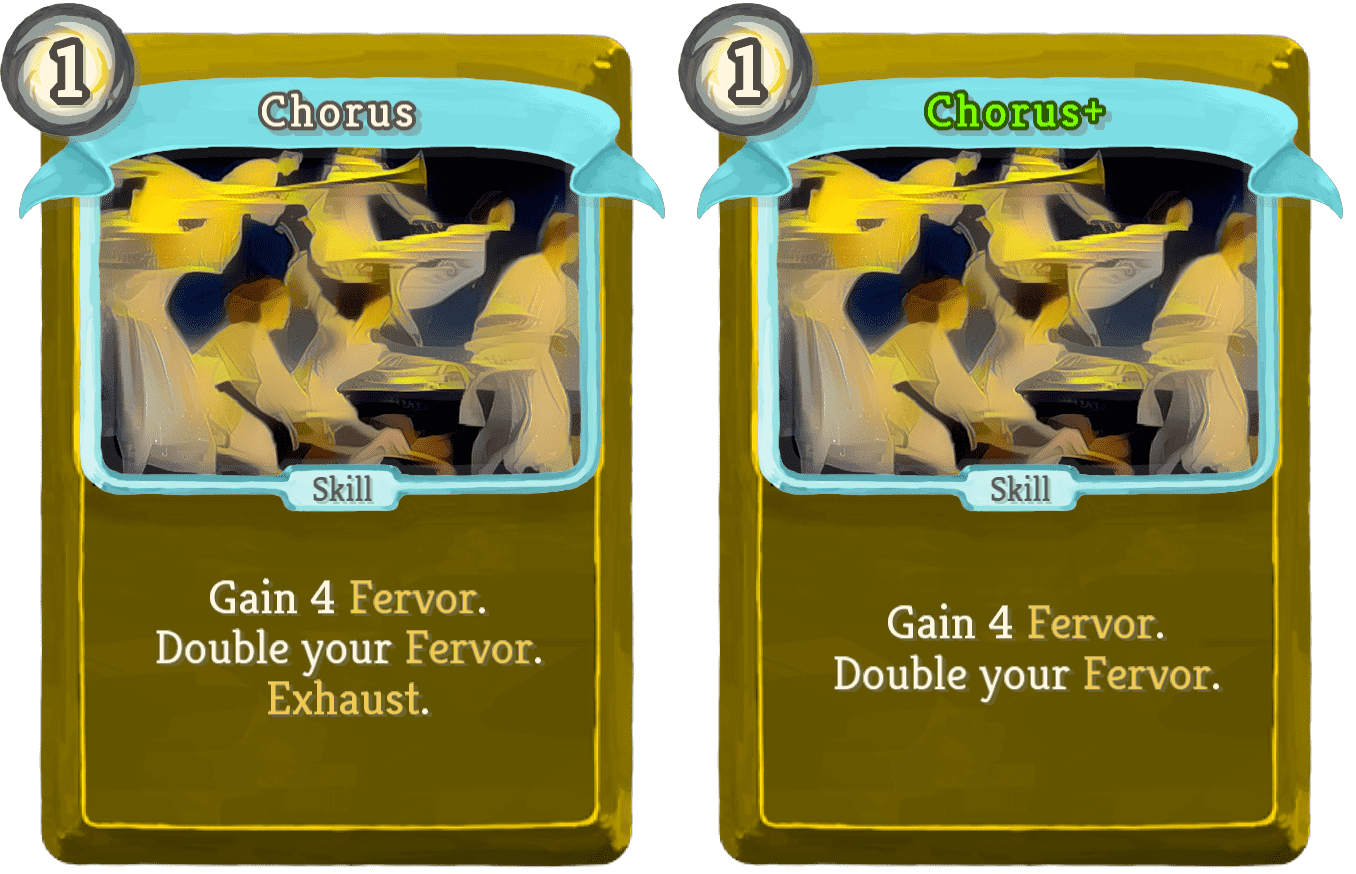 1
Chorus
Skill
Gain 4 Fervor.
Double your Fervor.
Exhaust.
1
Chorus+
Skill
Gain 4 Fervor.
Double your Fervor.